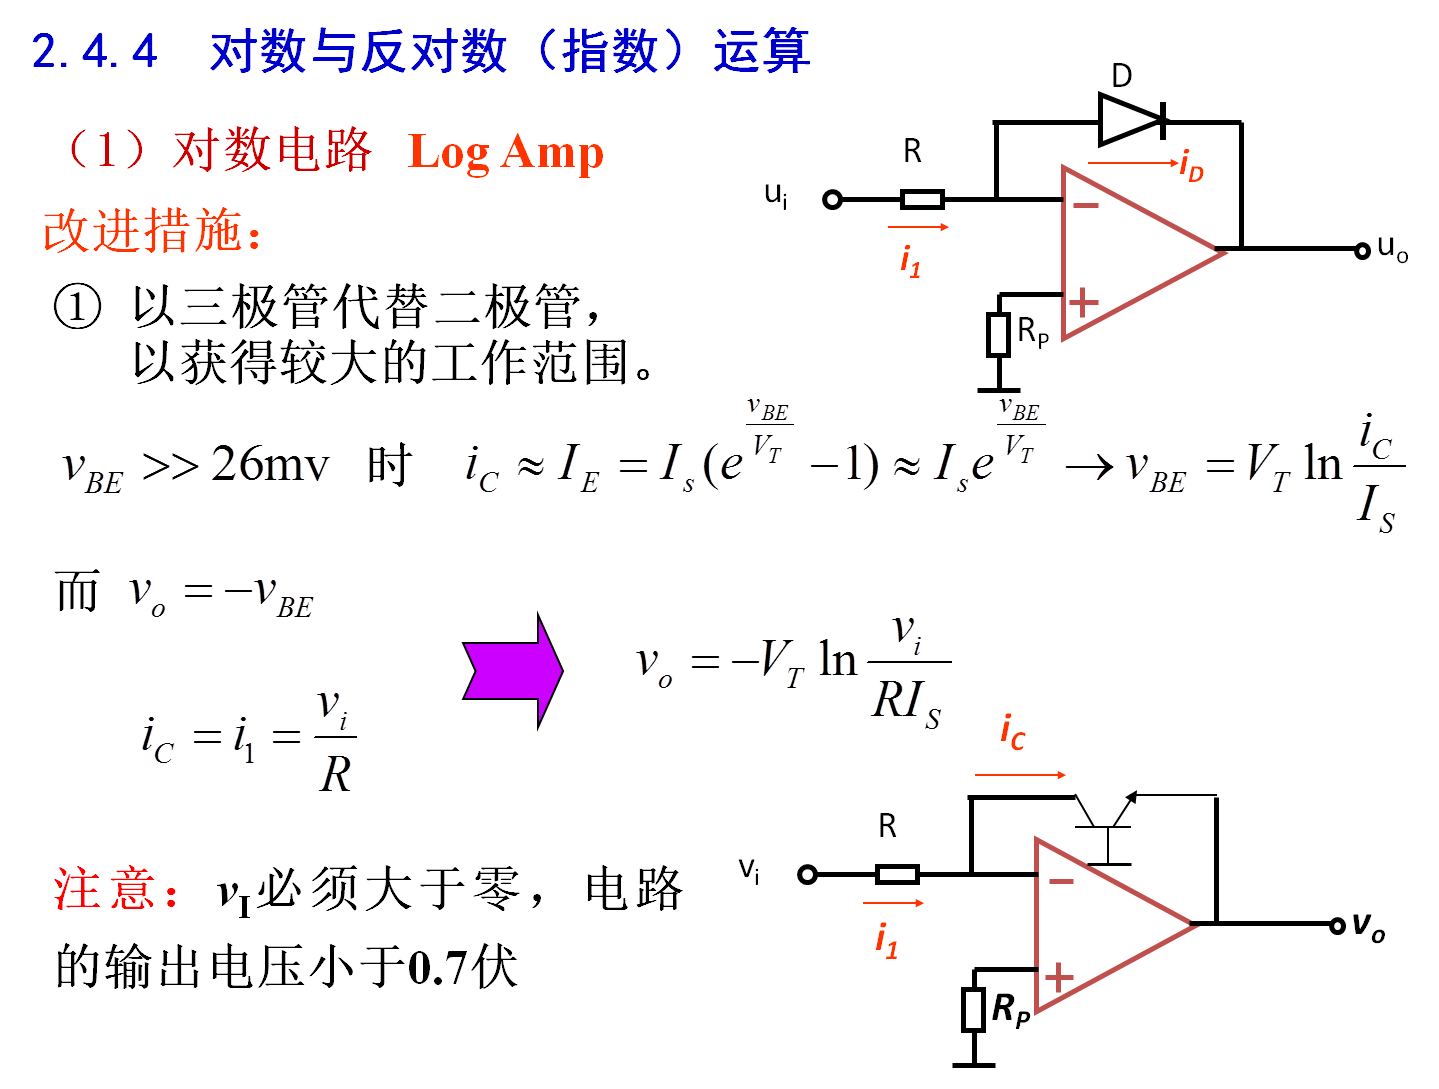 2.4.4 对数与反对数（指数）运算
（1）对数电路 Log Amp
改进措施：
① 以三极管代替二极管，
以获得较大的工作范围。
D
R
i_D
u_i
i_1
−
+
u_o
R_P
v_BE >> 26mv 时 i_C ≈ I_E = I_s(e^{v_BE/V_T} − 1) ≈ I_s e^{v_BE/V_T} → v_BE = V_T ln i_C/I_S
而 v_o = −v_BE
i_C = i_1 = v_i/R
v_o = −V_T ln v_i/(RI_S)
注意：v_I必须大于零，电路
的输出电压小于0.7伏
i_C
R
v_i
i_1
−
+
v_o
R_P